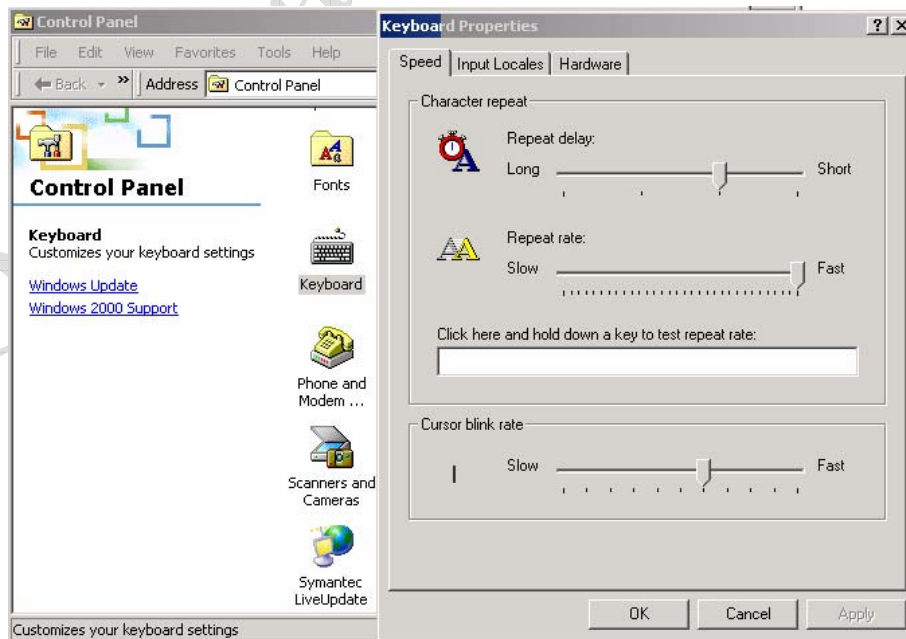 Control Panel
File Edit View Favorites Tools Help
Back » Address Control Panel
Control Panel
Keyboard
Customizes your keyboard settings
Windows Update
Windows 2000 Support
Fonts
Keyboard
Phone and
Modem ...
Scanners and
Cameras
Symantec
LiveUpdate
Customizes your keyboard settings
Keyboard Properties
Speed Input Locales Hardware
Character repeat
Repeat delay:
Long Short
Repeat rate:
Slow Fast
Click here and hold down a key to test repeat rate:
Cursor blink rate
Slow Fast
OK Cancel Apply